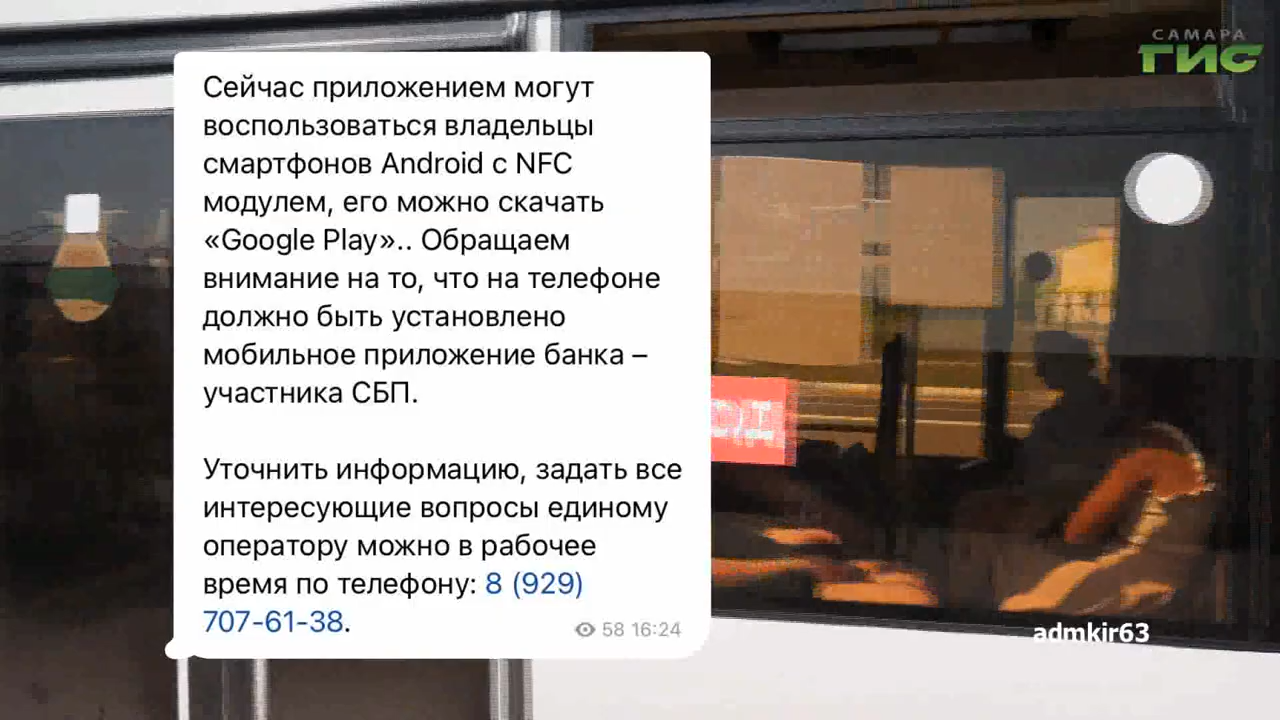 САМАРА
ГИС
Сейчас приложением могут
воспользоваться владельцы
смартфонов Android с NFC
модулем, его можно скачать
«Google Play».. Обращаем
внимание на то, что на телефоне
должно быть установлено
мобильное приложение банка –
участника СБП.
Уточнить информацию, задать все
интересующие вопросы единому
оператору можно в рабочее
время по телефону: 8 (929)
707-61-38.
58 16:24
admkir63